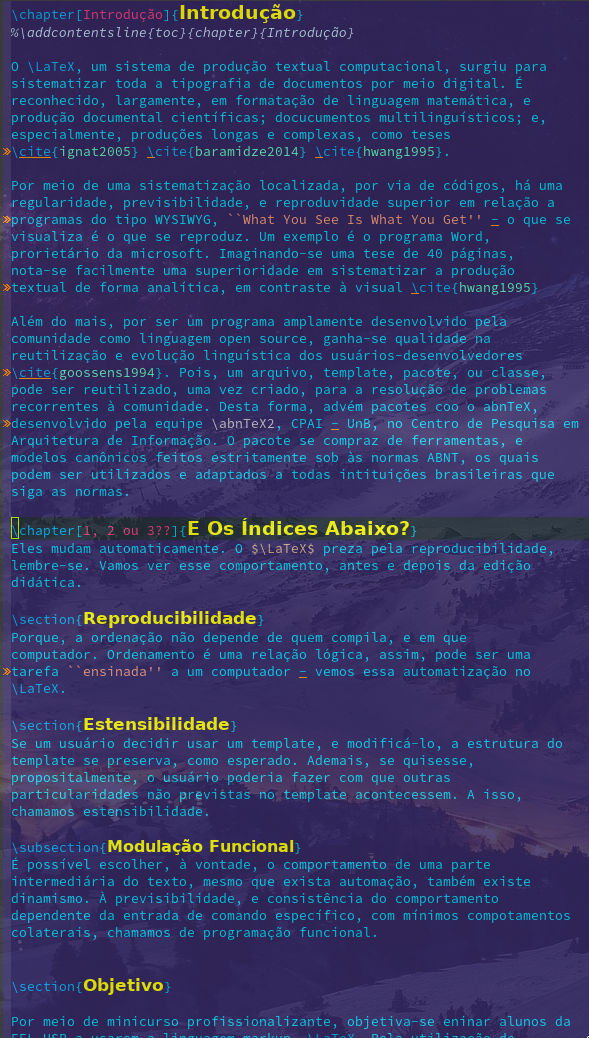 \chapter[Introdução]{Introdução}
%\addcontentsline{toc}{chapter}{Introdução}
O \LaTeX, um sistema de produção textual computacional, surgiu para
sistematizar toda a tipografia de documentos por meio digital. É
reconhecido, largamente, em formatação de linguagem matemática, e
produção documental científicas; docucumentos multilinguísticos; e,
especialmente, produções longas e complexas, como teses
»\cite{ignat2005} \cite{baramidze2014} \cite{hwang1995}.
Por meio de uma sistematização localizada, por via de códigos, há uma
regularidade, previsibilidade, e reproduvidade superior em relação a
»programas do tipo WYSIWYG, ``What You See Is What You Get'' – o que se
visualiza é o que se reproduz. Um exemplo é o programa Word,
prorietário da microsoft. Imaginando-se uma tese de 40 páginas,
nota-se facilmente uma superioridade em sistematizar a produção
»textual de forma analítica, em contraste à visual \cite{hwang1995}
Além do mais, por ser um programa amplamente desenvolvido pela
comunidade como linguagem open source, ganha-se qualidade na
reutilização e evolução linguística dos usuários-desenvolvedores
»\cite{goossens1994}. Pois, um arquivo, template, pacote, ou classe,
pode ser reutilizado, uma vez criado, para a resolução de problemas
recorrentes à comunidade. Desta forma, advém pacotes coo o abnTeX,
»desenvolvido pela equipe \abnTeX2, CPAI – UnB, no Centro de Pesquisa em
Arquitetura de Informação. O pacote se compraz de ferramentas, e
modelos canônicos feitos estritamente sob às normas ABNT, os quais
podem ser utilizados e adaptados a todas intituições brasileiras que
siga as normas.
\chapter[1, 2 ou 3??]{E Os Índices Abaixo?}
Eles mudam automaticamente. O $\LaTeX$ preza pela reproducibilidade,
lembre-se. Vamos ver esse comportamento, antes e depois da edição
didática.
\section{Reproducibilidade}
Porque, a ordenação não depende de quem compila, e em que
computador. Ordenamento é uma relação lógica, assim, pode ser uma
»tarefa ``ensinada'' a um computador – vemos essa automatização no
\LaTeX.
\section{Estensibilidade}
Se um usuário decidir usar um template, e modificá-lo, a estrutura do
template se preserva, como esperado. Ademais, se quisesse,
propositalmente, o usuário poderia fazer com que outras
particularidades não previstas no template acontecessem. A isso,
chamamos estensibilidade.
\subsection{Modulação Funcional}
É possível escolher, à vontade, o comportamento de uma parte
intermediária do texto, mesmo que exista automação, também existe
dinamismo. À previsibilidade, e consistência do comportamento
dependente da entrada de comando específico, com mínimos compotamentos
colaterais, chamamos de programação funcional.
\section{Objetivo}
Por meio de minicurso profissionalizante, objetiva-se eninar alunos da